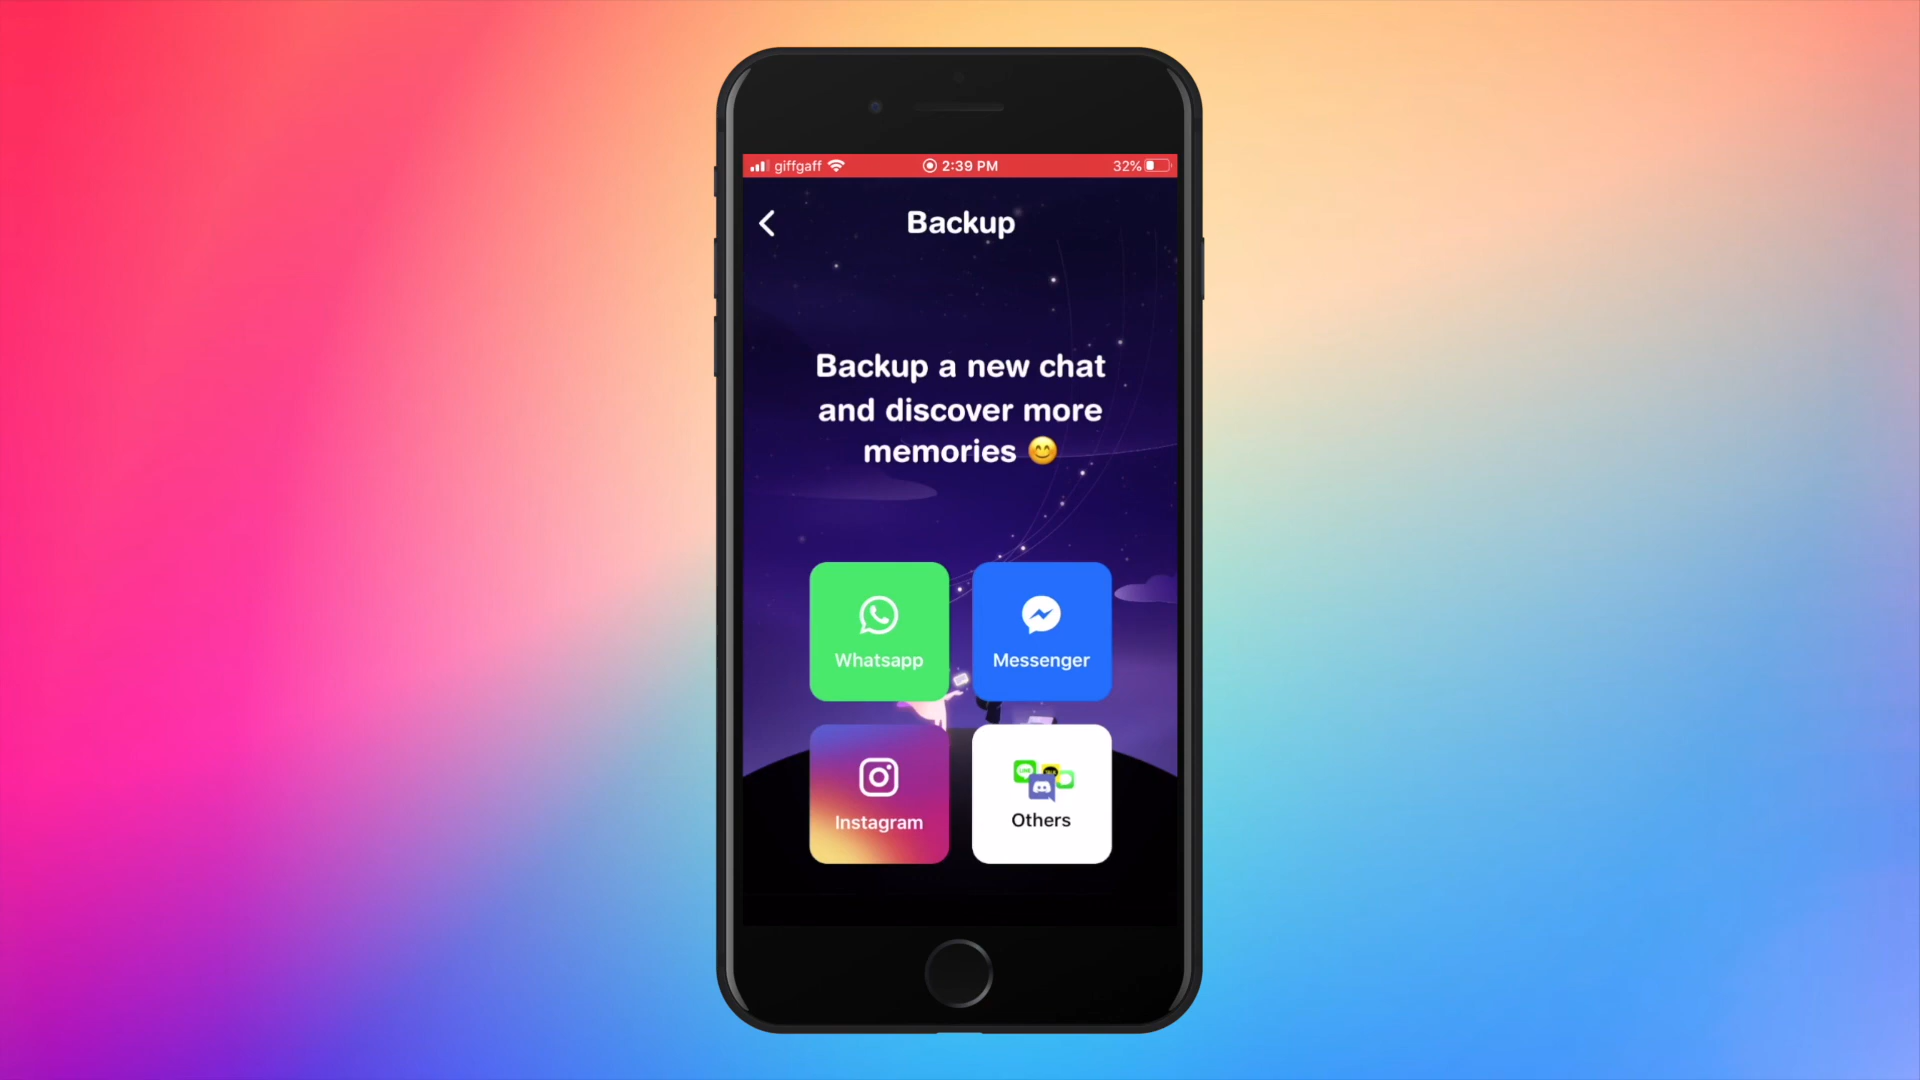 giffgaff 2:39 PM 32%
Backup
Backup a new chat
and discover more
memories 😊
Whatsapp
Messenger
Instagram
Others